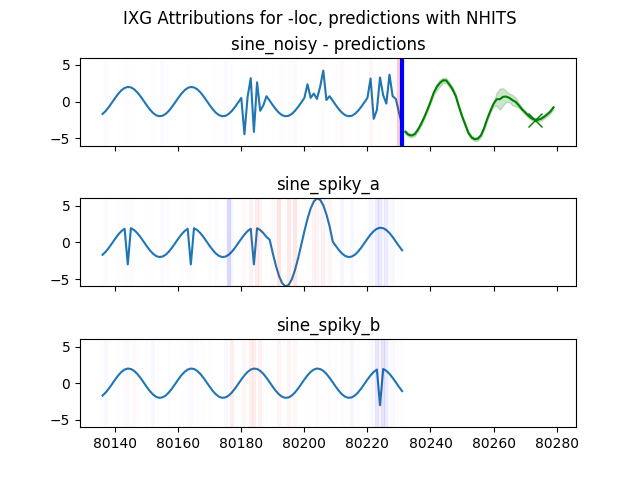 IXG Attributions for -loc, predictions with NHITS
sine_noisy - predictions
5
0
−5
sine_spiky_a
5
0
−5
sine_spiky_b
5
0
−5
80140 80160 80180 80200 80220 80240 80260 80280